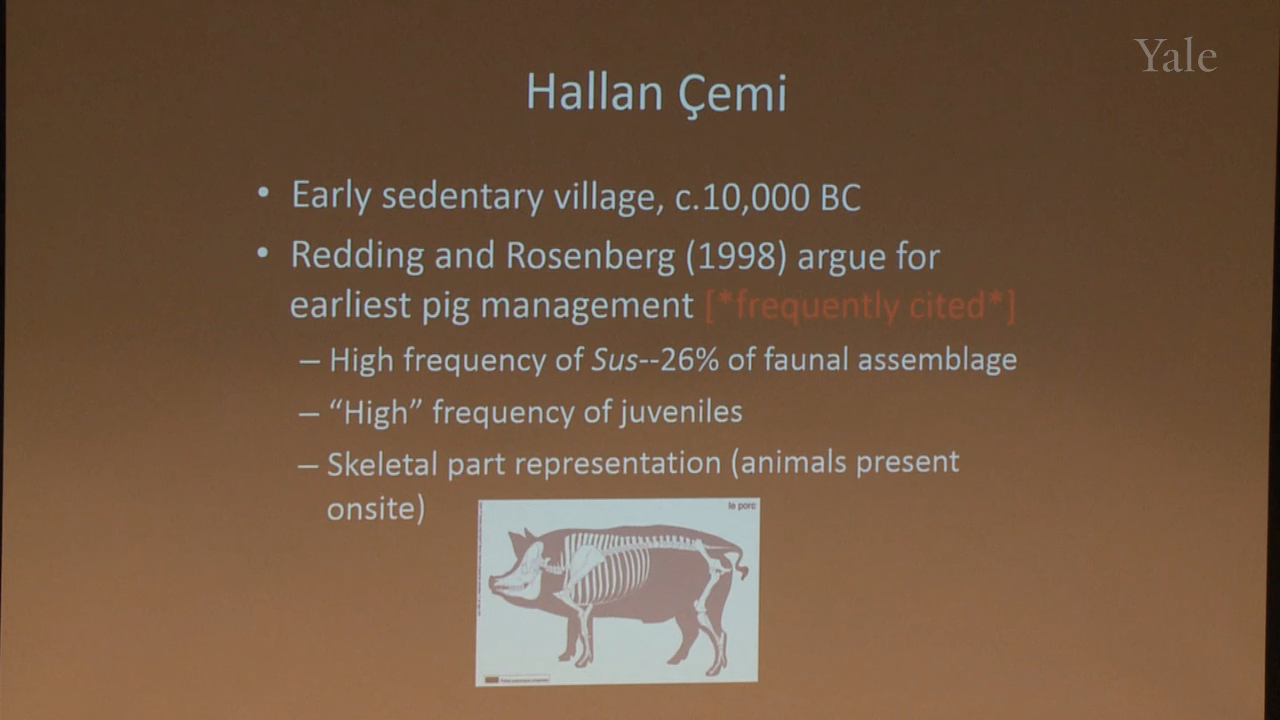 Yale
Hallan Çemi
• Early sedentary village, c.10,000 BC
• Redding and Rosenberg (1998) argue for
earliest pig management [*frequently cited*]
– High frequency of Sus--26% of faunal assemblage
– “High” frequency of juveniles
– Skeletal part representation (animals present
onsite)
le porc